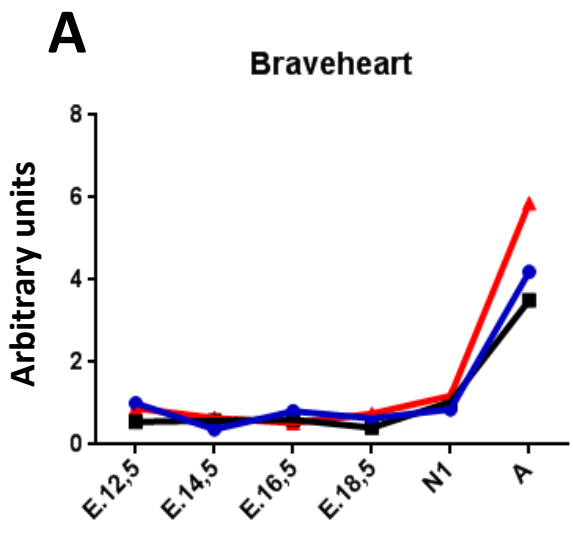 A
Braveheart
Arbitrary units
8
6
4
2
0
E.12,5
E.14,5
E.16,5
E.18,5
N1
A